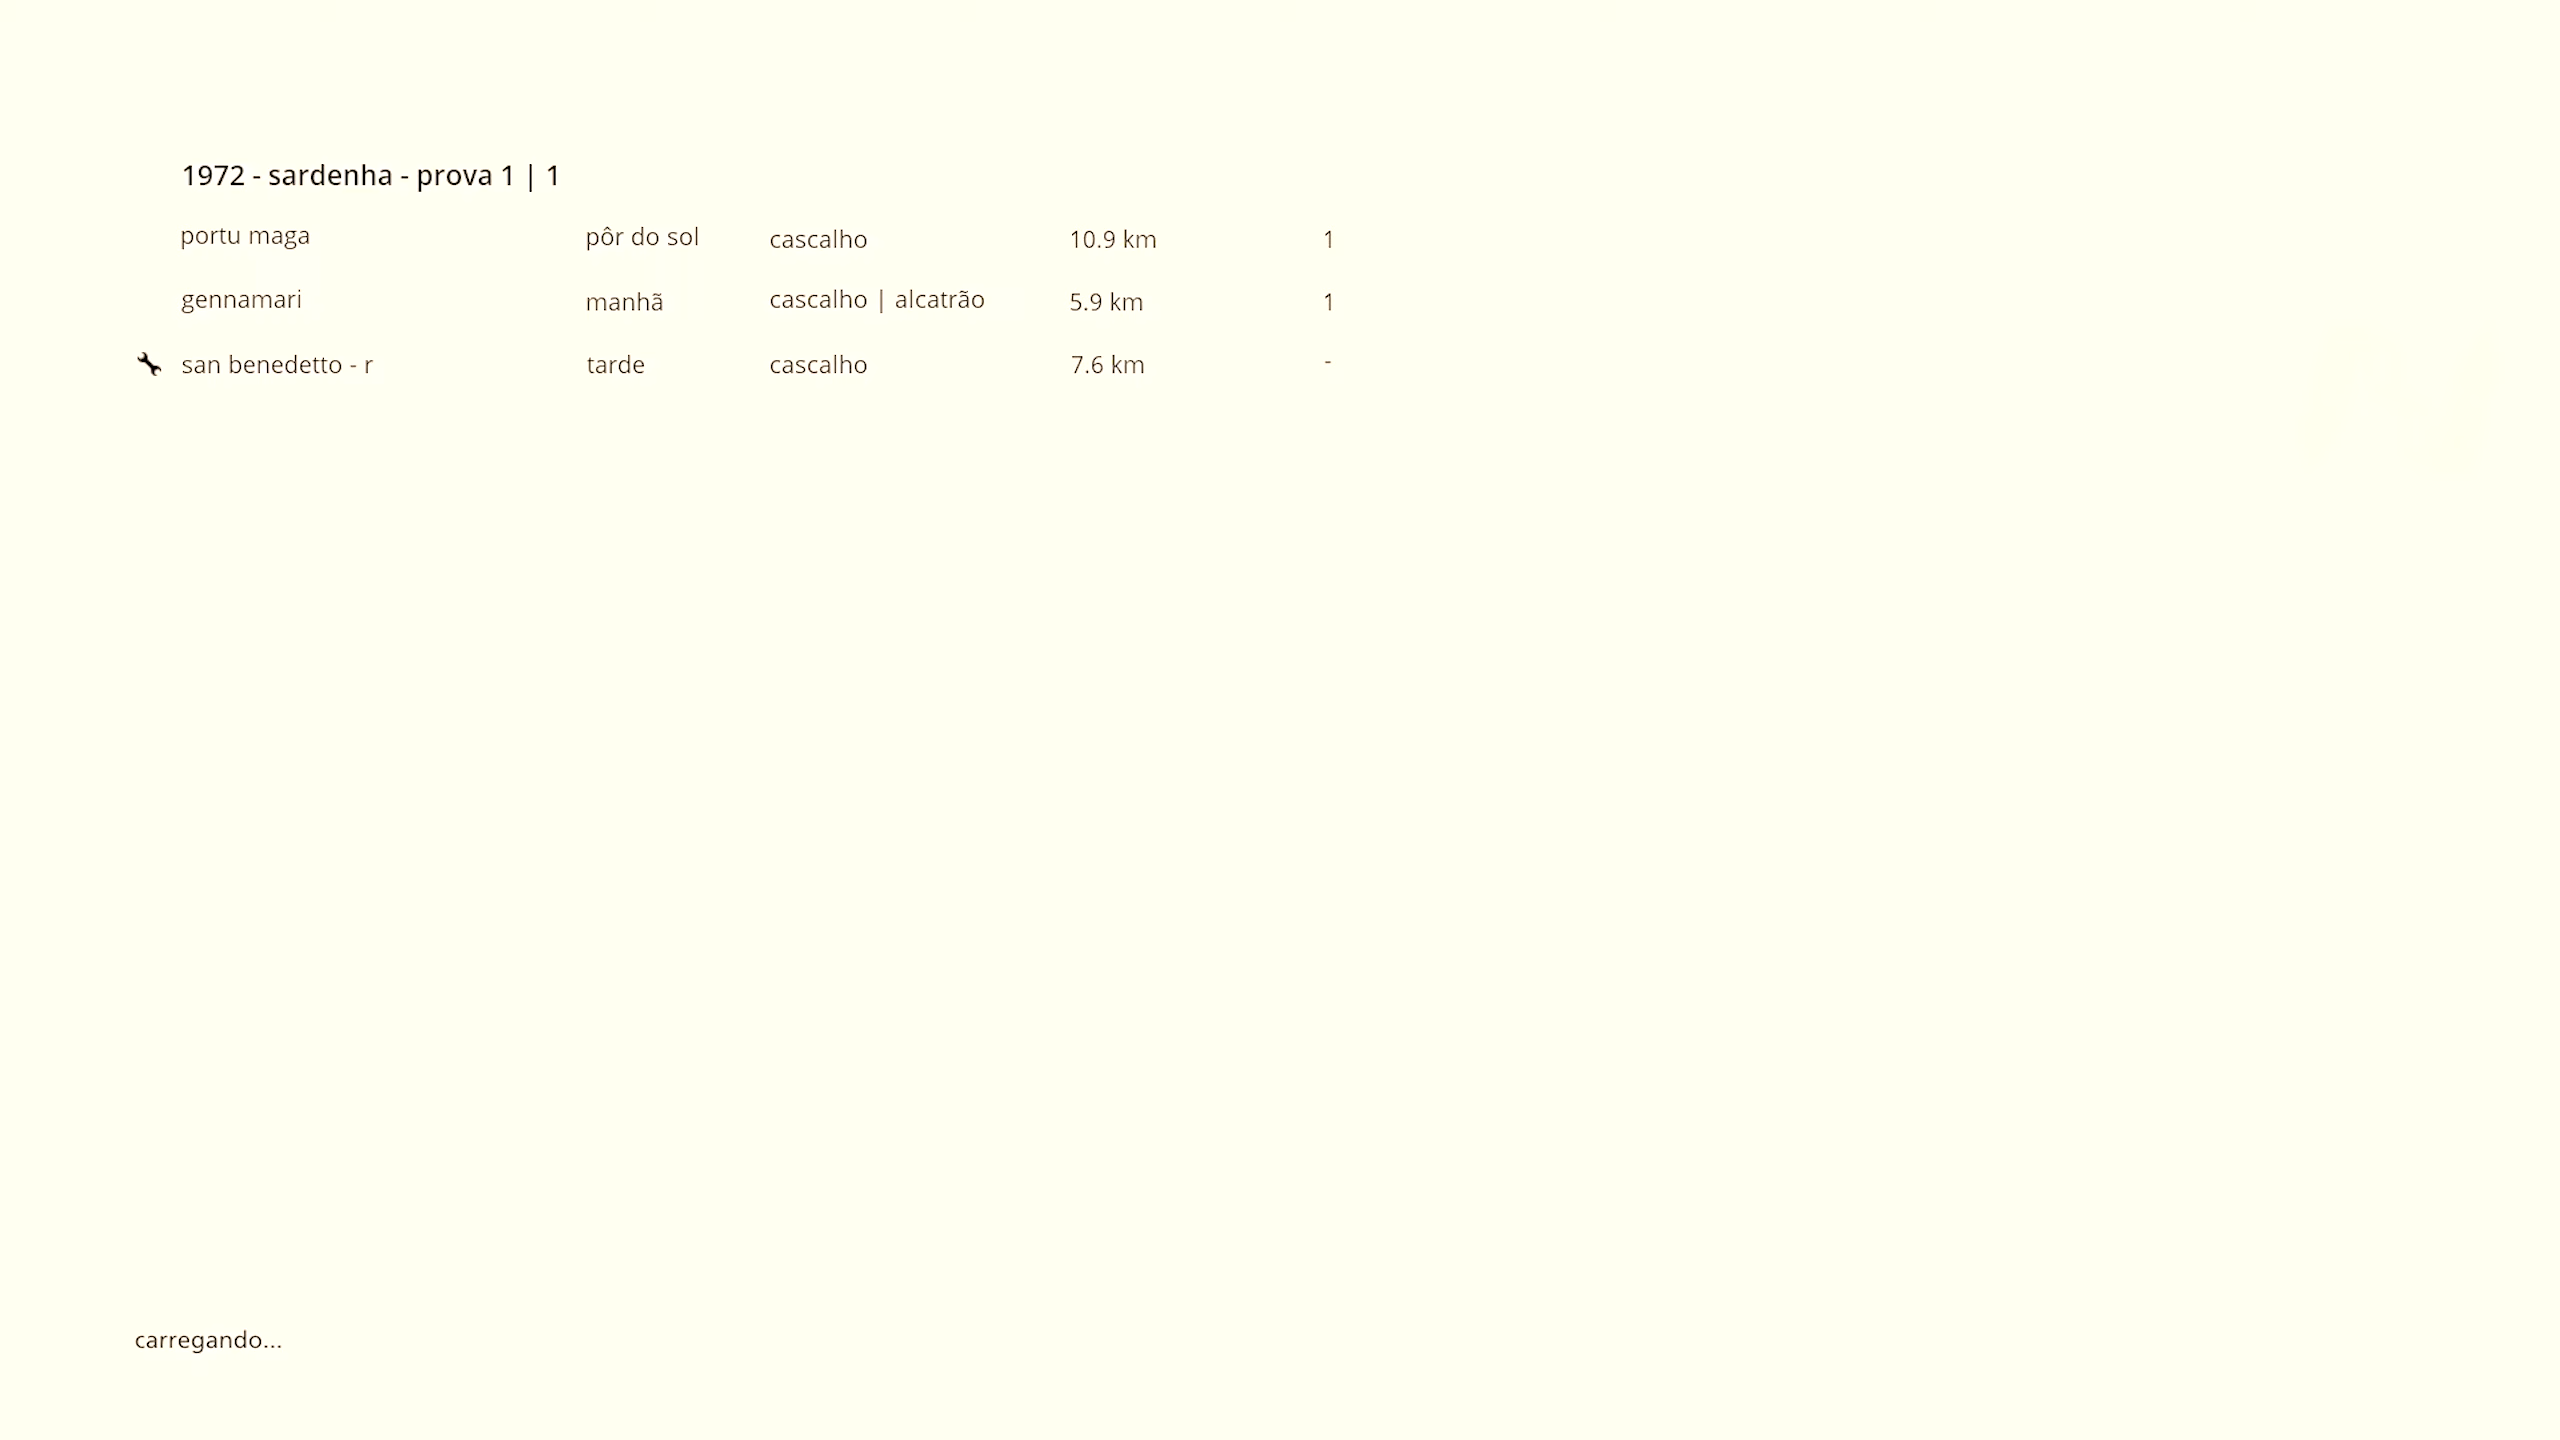 1972 - sardenha - prova 1 | 1
portu maga pôr do sol cascalho 10.9 km 1
gennamari manhã cascalho | alcatrão 5.9 km 1
san benedetto - r tarde cascalho 7.6 km -
carregando...